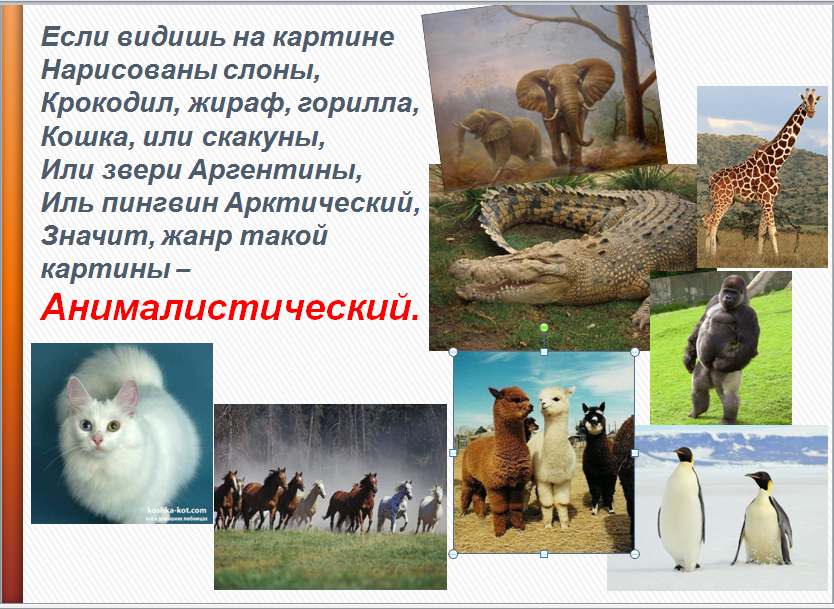 Если видишь на картине
Нарисованы слоны,
Крокодил, жираф, горилла,
Кошка, или скакуны,
Или звери Аргентины,
Иль пингвин Арктический,
Значит, жанр такой
картины –
Анималистический.
koshka-kot.com